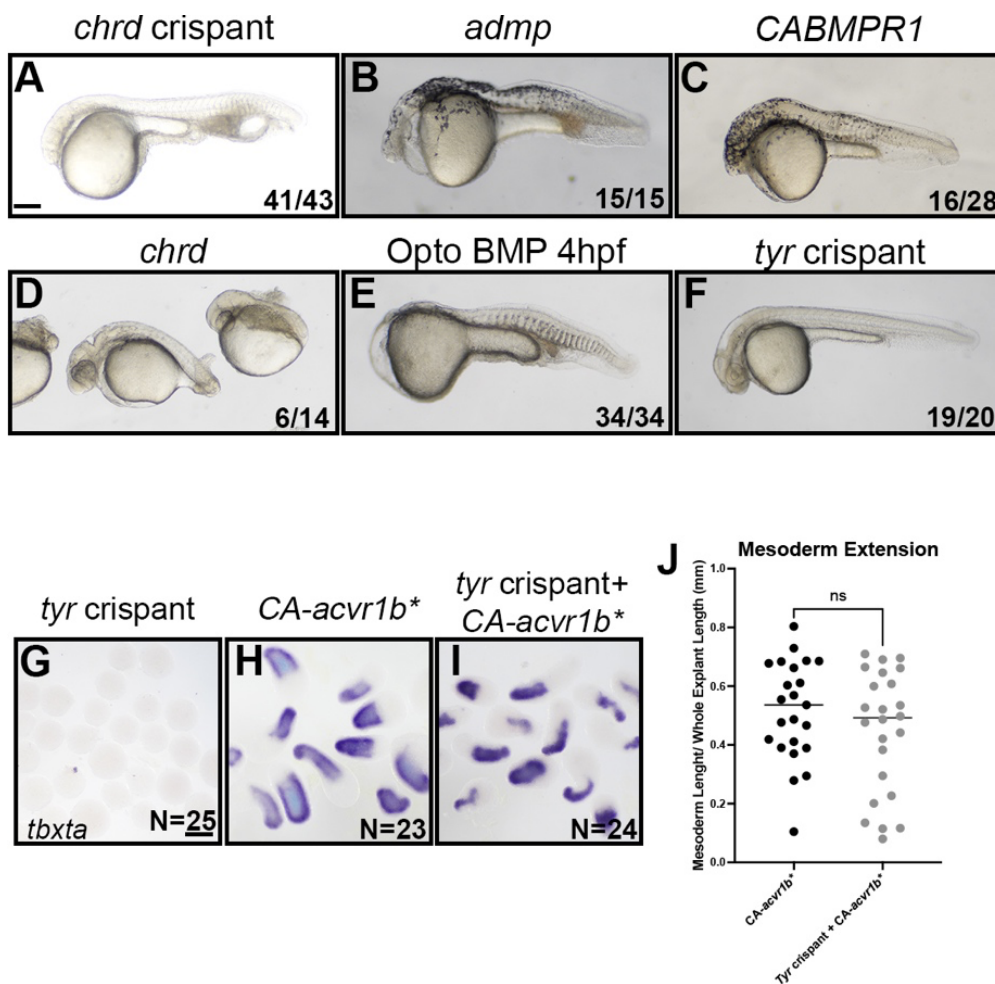 chrd crispant
admp
CABMPR1
A
41/43
B
15/15
C
16/28
chrd
Opto BMP 4hpf
tyr crispant
D
6/14
E
34/34
F
19/20
tyr crispant
CA-acvr1b*
tyr crispant+
CA-acvr1b*
G
tbxta
N=25
H
N=23
I
N=24
J
Mesoderm Extension
Mesoderm Lenght/ Whole Explant Length (mm)
1.0
0.8
0.6
0.4
0.2
0.0
ns
CA-acvr1b*
Tyr crispant + CA-acvr1b*